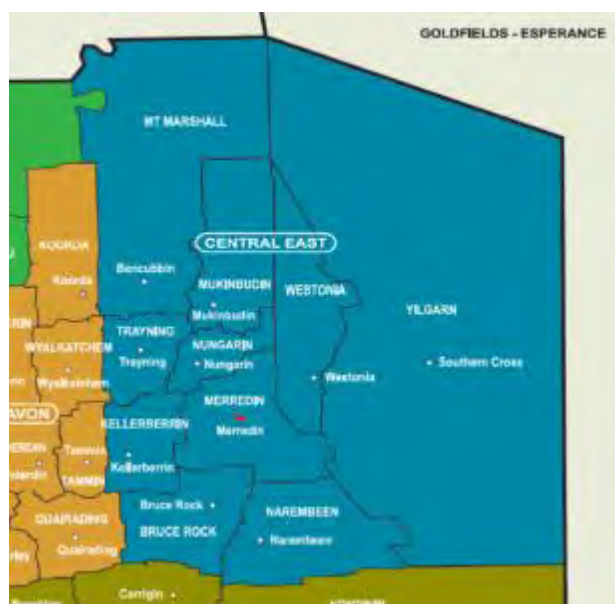 GOLDFIELDS - ESPERANCE
MT MARSHALL
CENTRAL EAST
KOORDA
Koorda
Bencubbin
MUKINBUDIN
Mukinbudin
WESTONIA
YILGARN
TRAYNING
Trayning
NUNGARIN
Nungarin
WYALKATCHEM
Wyalkatchem
Westonia
Southern Cross
MERREDIN
Merredin
AVON
KELLERBERRIN
Kellerberrin
Tammin
TAMMIN
Bruce Rock
BRUCE ROCK
NAREMBEEN
Narembeen
QUAIRADING
Quairading
Corrigin